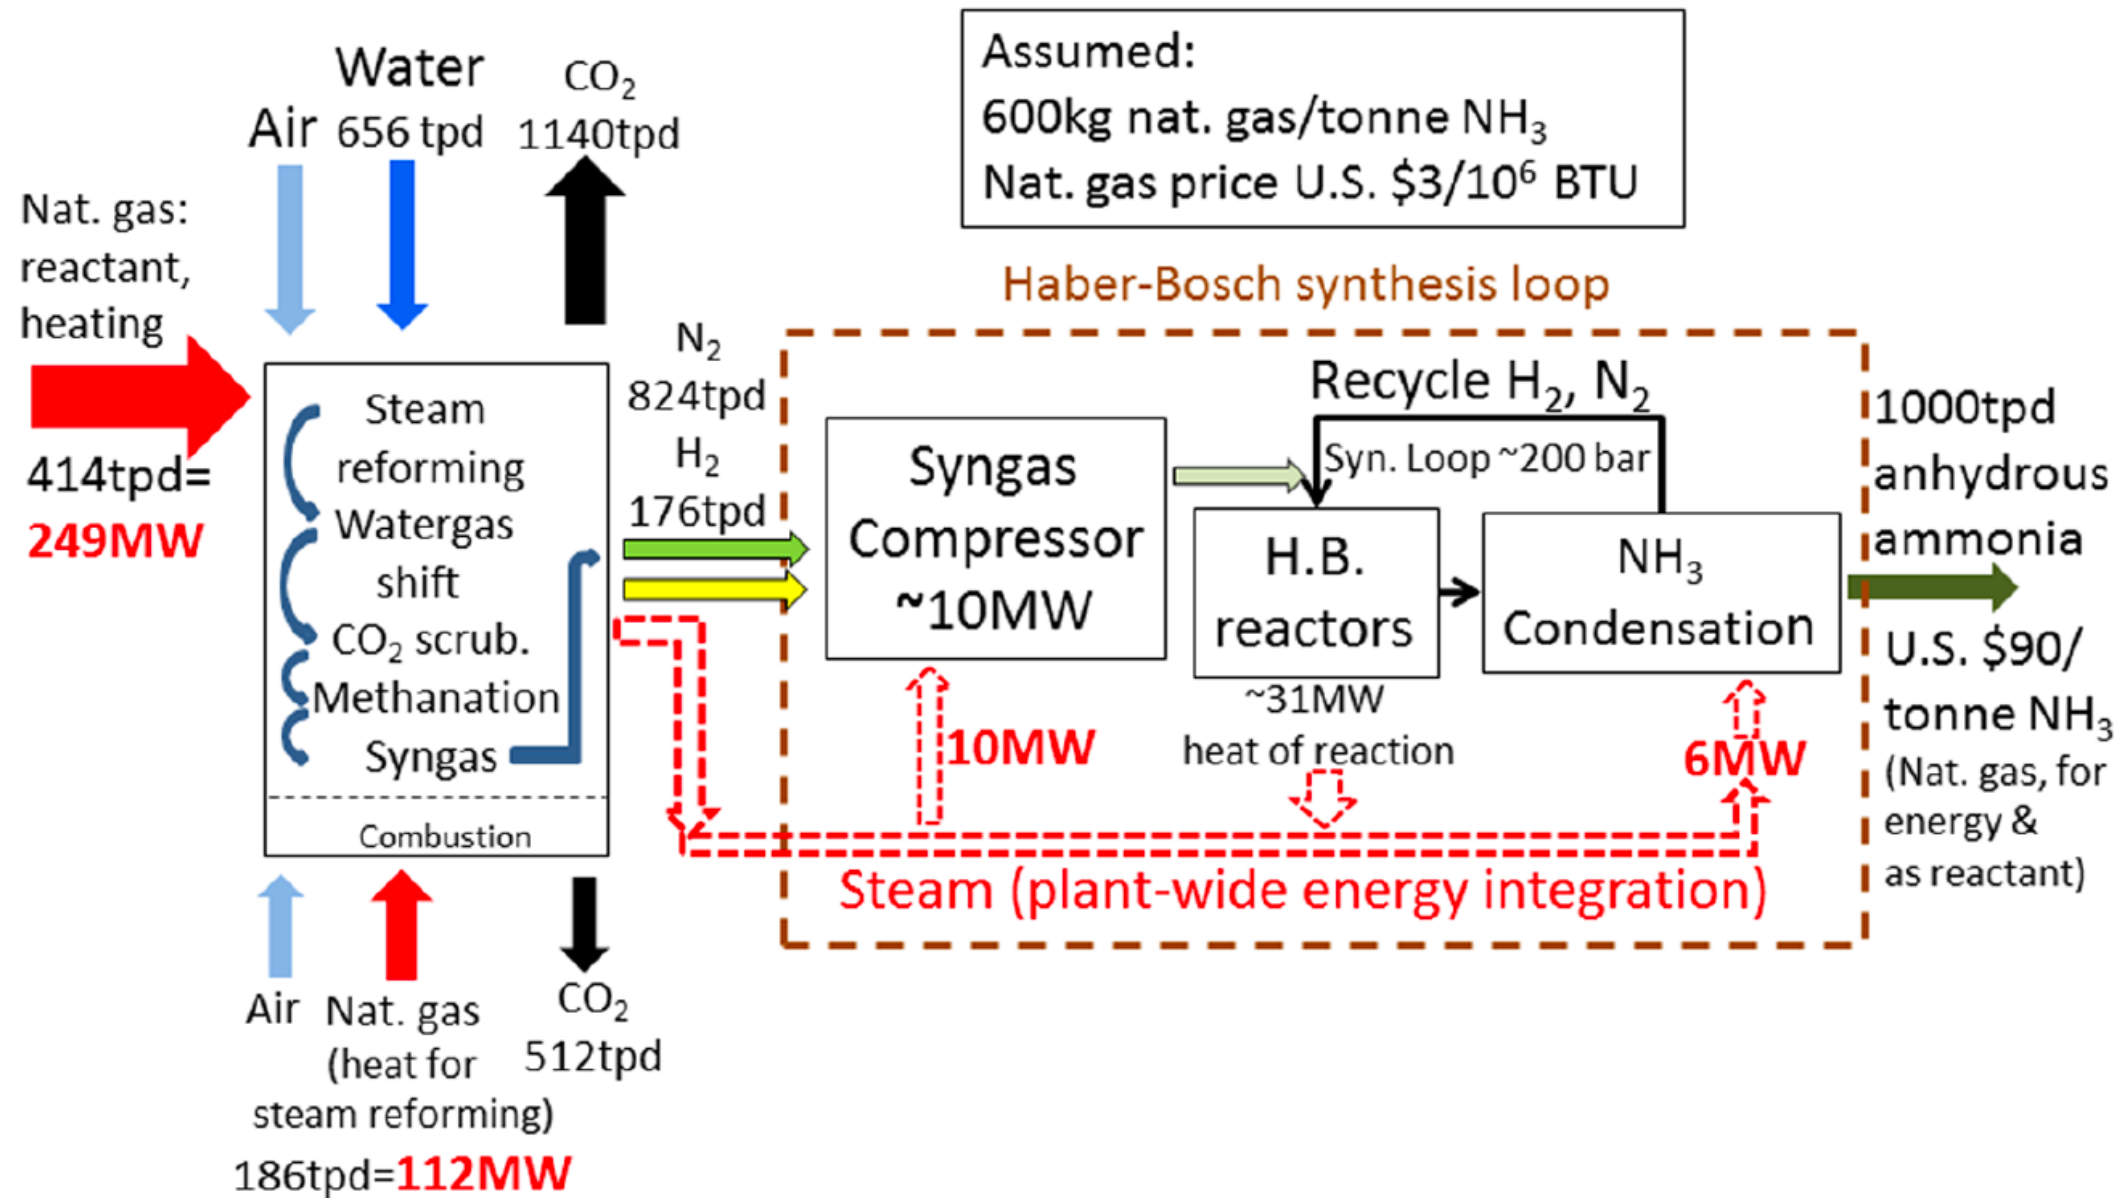 Assumed:
600kg nat. gas/tonne NH₃
Nat. gas price U.S. $3/10⁶ BTU
Water
Air 656 tpd
CO₂
1140tpd
Nat. gas:
reactant,
heating
414tpd=
249MW
Steam
reforming
Watergas
shift
CO₂ scrub.
Methanation
Syngas
Combustion
Air
Nat. gas
(heat for
steam reforming)
186tpd=112MW
CO₂
512tpd
N₂
824tpd
H₂
176tpd
Haber-Bosch synthesis loop
Syngas
Compressor
~10MW
Recycle H₂, N₂
Syn. Loop ~200 bar
H.B.
reactors
NH₃
Condensation
~31MW
heat of reaction
10MW
6MW
Steam (plant-wide energy integration)
1000tpd
anhydrous
ammonia
U.S. $90/
tonne NH₃
(Nat. gas, for
energy &
as reactant)